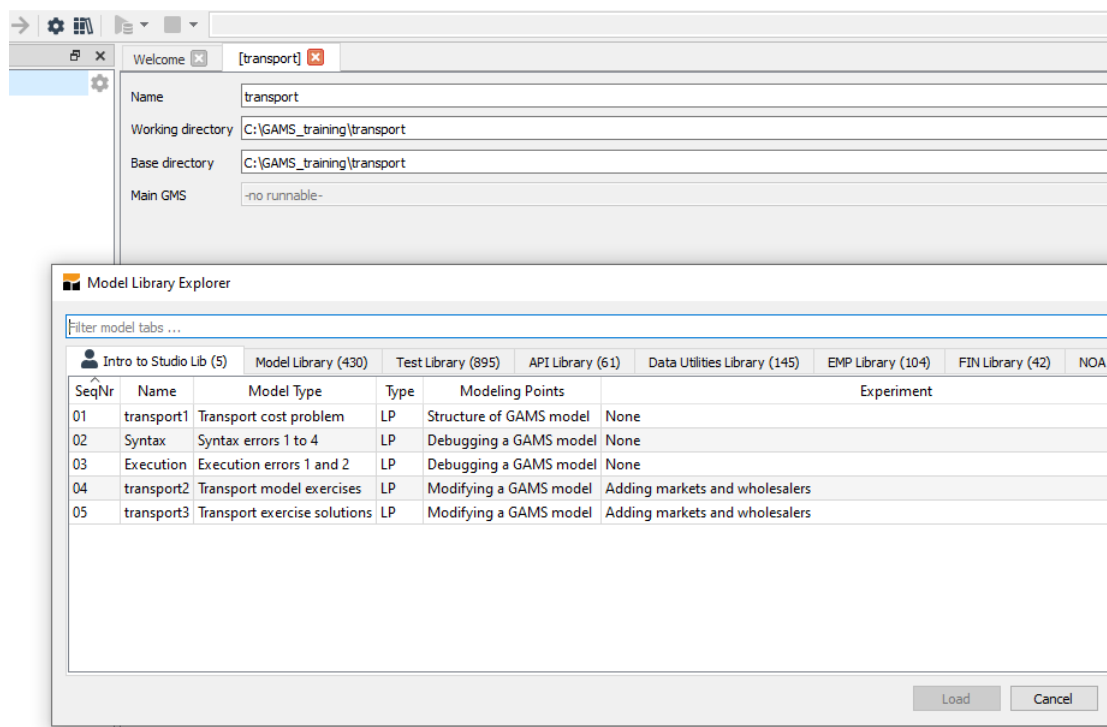 Welcome [transport]
Name transport
Working directory C:\GAMS_training\transport
Base directory C:\GAMS_training\transport
Main GMS -no runnable-
Model Library Explorer
Filter model tabs ...
Intro to Studio Lib (5) Model Library (430) Test Library (895) API Library (61) Data Utilities Library (145) EMP Library (104) FIN Library (42) NOA
SeqNr Name Model Type Type Modeling Points Experiment
01 transport1 Transport cost problem LP Structure of GAMS model None
02 Syntax Syntax errors 1 to 4 LP Debugging a GAMS model None
03 Execution Execution errors 1 and 2 LP Debugging a GAMS model None
04 transport2 Transport model exercises LP Modifying a GAMS model Adding markets and wholesalers
05 transport3 Transport exercise solutions LP Modifying a GAMS model Adding markets and wholesalers
Load Cancel